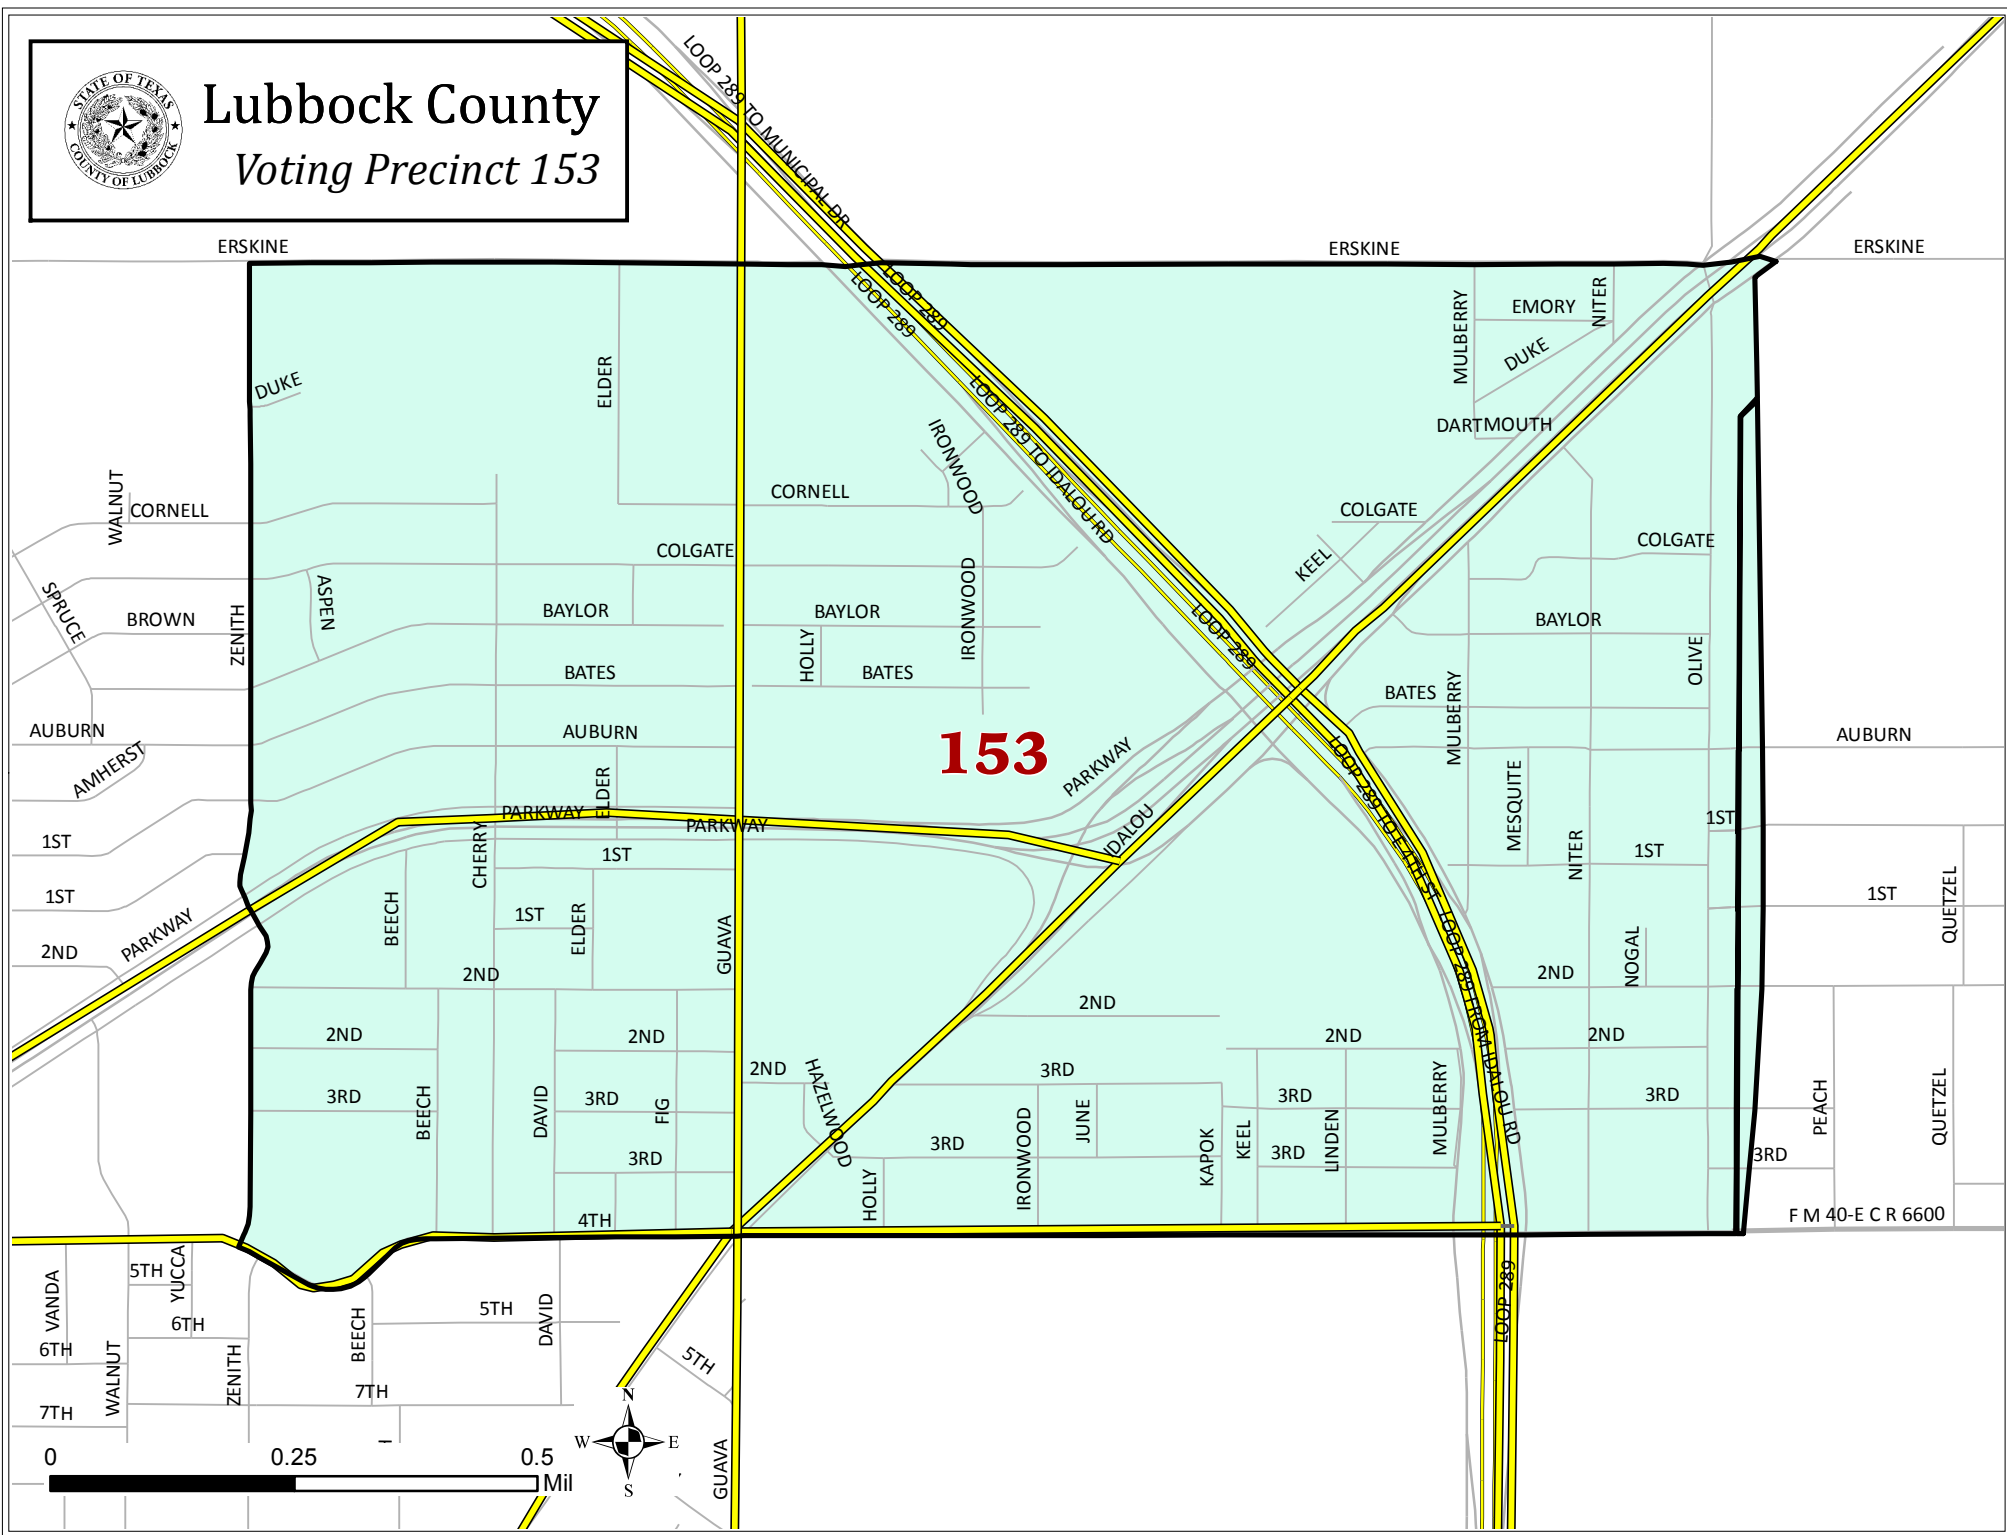 Lubbock County
Voting Precinct 153
STATE OF TEXAS
COUNTY OF LUBBOCK
LOOP 289 TO MUNICIPAL DR
ERSKINE
ERSKINE
ERSKINE
LOOP 289
LOOP 289
MULBERRY
EMORY
NITER
DUKE
DUKE
ELDER
LOOP 289 TO IDALOU RD
IRONWOOD
DARTMOUTH
WALNUT
CORNELL
CORNELL
COLGATE
COLGATE
COLGATE
KEEL
SPRUCE
BROWN
ZENITH
ASPEN
BAYLOR
BAYLOR
HOLLY
IRONWOOD
LOOP 289
BAYLOR
OLIVE
BATES
BATES
BATES
MULBERRY
AUBURN
AMHERST
AUBURN
ELDER
153
PARKWAY
LOOP 289 TO E 4TH ST
AUBURN
MESQUITE
PARKWAY
PARKWAY
IDALOU
1ST
1ST
CHERRY
1ST
NITER
1ST
1ST
BEECH
1ST
ELDER
GUAVA
LOOP 289 FROM IDALOU RD
1ST
QUETZEL
PARKWAY
2ND
2ND
2ND
NOGAL
2ND
2ND
2ND
2ND
2ND
2ND
HAZELWOOD
3RD
3RD
BEECH
DAVID
3RD
FIG
JUNE
3RD
LINDEN
MULBERRY
3RD
PEACH
QUETZEL
3RD
3RD
IRONWOOD
KAPOK
KEEL
3RD
3RD
HOLLY
4TH
F M 40-E C R 6600
VANDA
5TH
YUCCA
6TH
6TH
WALNUT
ZENITH
BEECH
5TH
DAVID
LOOP 289
5TH
7TH
7TH
GUAVA
N
W
E
S
0
0.25
0.5
Mil